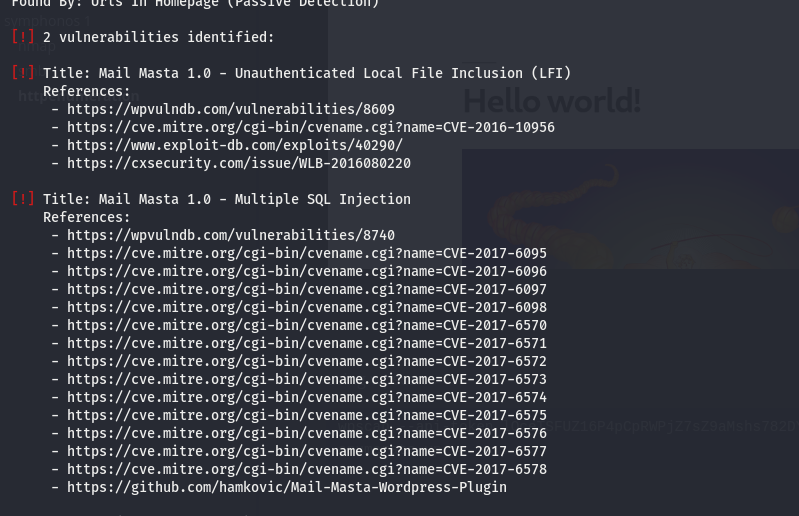 Found By: Urls In Homepage (Passive Detection)
[!] 2 vulnerabilities identified:
[!] Title: Mail Masta 1.0 - Unauthenticated Local File Inclusion (LFI)
References:
- https://wpvulndb.com/vulnerabilities/8609
- https://cve.mitre.org/cgi-bin/cvename.cgi?name=CVE-2016-10956
- https://www.exploit-db.com/exploits/40290/
- https://cxsecurity.com/issue/WLB-2016080220
Hello world!
[!] Title: Mail Masta 1.0 - Multiple SQL Injection
References:
- https://wpvulndb.com/vulnerabilities/8740
- https://cve.mitre.org/cgi-bin/cvename.cgi?name=CVE-2017-6095
- https://cve.mitre.org/cgi-bin/cvename.cgi?name=CVE-2017-6096
- https://cve.mitre.org/cgi-bin/cvename.cgi?name=CVE-2017-6097
- https://cve.mitre.org/cgi-bin/cvename.cgi?name=CVE-2017-6098
- https://cve.mitre.org/cgi-bin/cvename.cgi?name=CVE-2017-6570
- https://cve.mitre.org/cgi-bin/cvename.cgi?name=CVE-2017-6571
- https://cve.mitre.org/cgi-bin/cvename.cgi?name=CVE-2017-6572
- https://cve.mitre.org/cgi-bin/cvename.cgi?name=CVE-2017-6573
- https://cve.mitre.org/cgi-bin/cvename.cgi?name=CVE-2017-6574
- https://cve.mitre.org/cgi-bin/cvename.cgi?name=CVE-2017-6575
- https://cve.mitre.org/cgi-bin/cvename.cgi?name=CVE-2017-6576
- https://cve.mitre.org/cgi-bin/cvename.cgi?name=CVE-2017-6577
- https://cve.mitre.org/cgi-bin/cvename.cgi?name=CVE-2017-6578
- https://github.com/hamkovic/Mail-Masta-Wordpress-Plugin